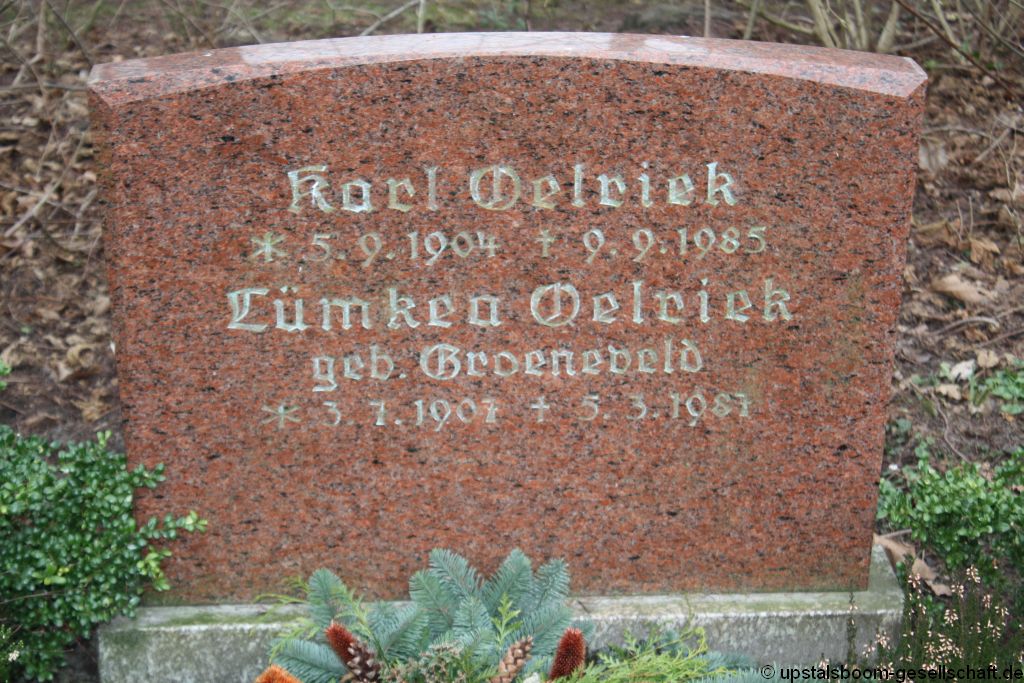 Karl Oelriek
* 5. 9. 1904 † 9. 9. 1985
Tümkea Oelriek
geb. Groeneveld
* 3. 7. 1907 † 5. 3. 1987
© upstalsboom-gesellschaft.de